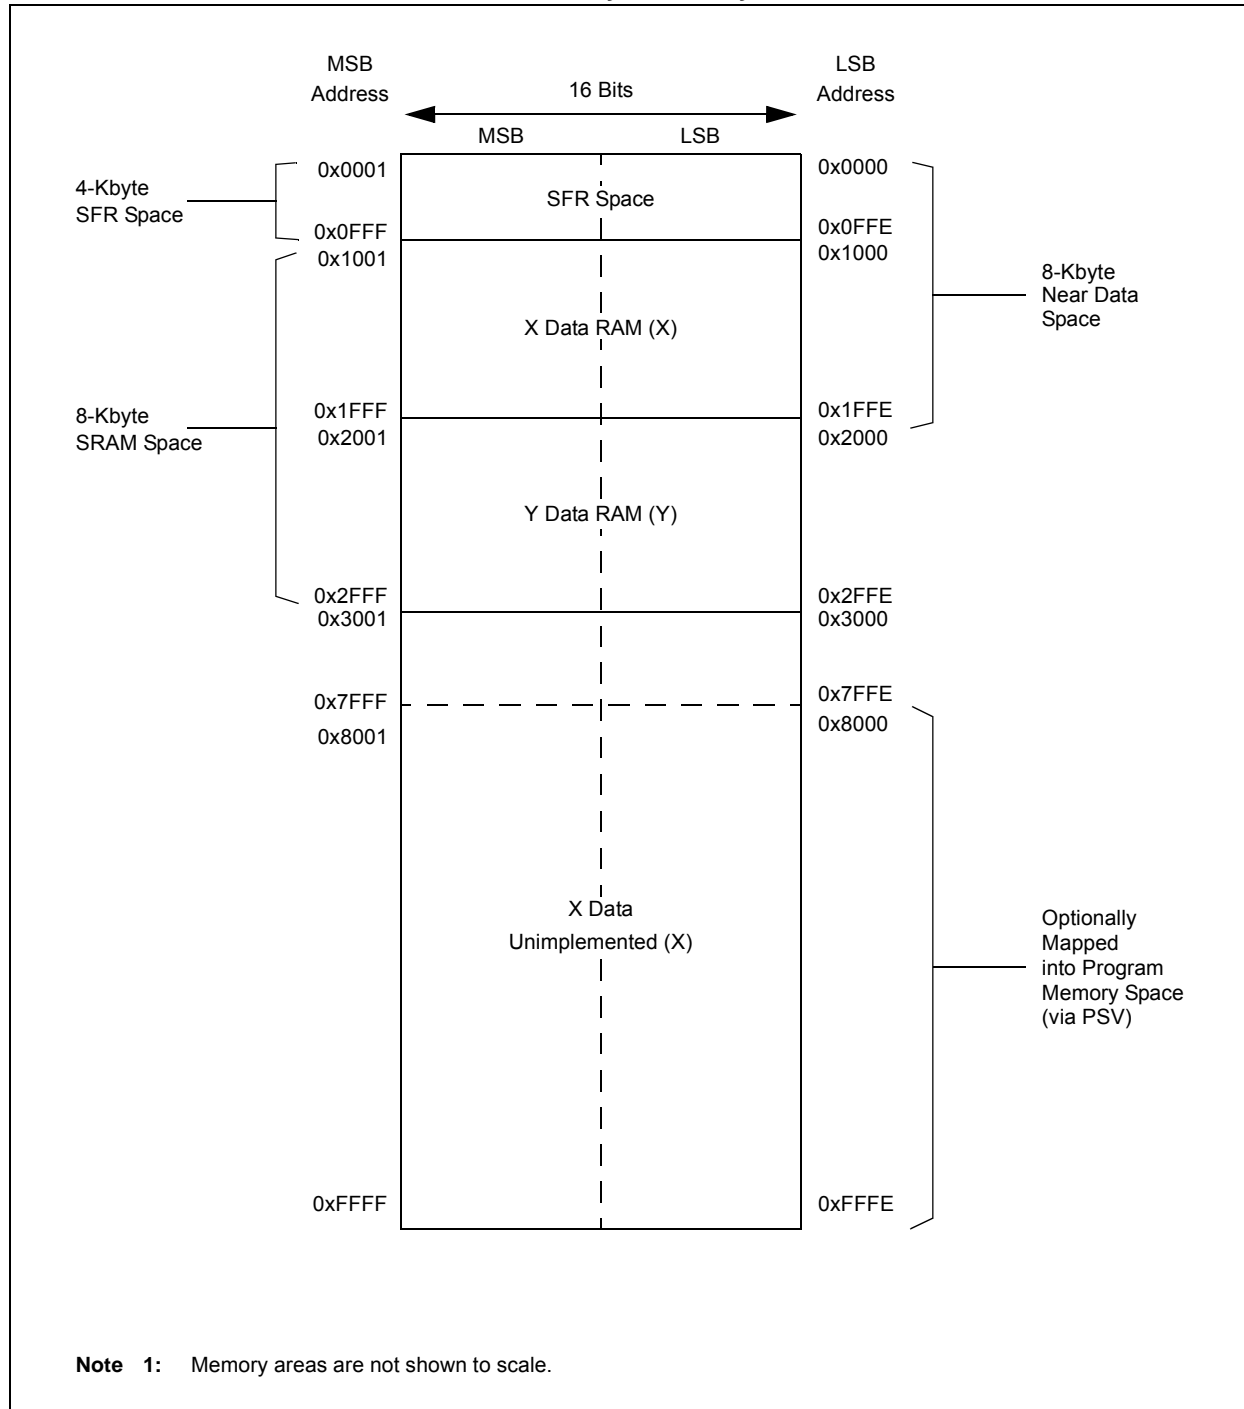 MSB
Address
LSB
Address
16 Bits
MSB
LSB
0x0001
0x0000
4-Kbyte
SFR Space
SFR Space
0x0FFF
0x0FFE
0x1001
0x1000
8-Kbyte
Near Data
Space
X Data RAM (X)
8-Kbyte
SRAM Space
0x1FFF
0x1FFE
0x2001
0x2000
Y Data RAM (Y)
0x2FFF
0x2FFE
0x3001
0x3000
0x7FFF
0x7FFE
0x8001
0x8000
X Data
Unimplemented (X)
Optionally
Mapped
into Program
Memory Space
(via PSV)
0xFFFF
0xFFFE
Note 1: Memory areas are not shown to scale.